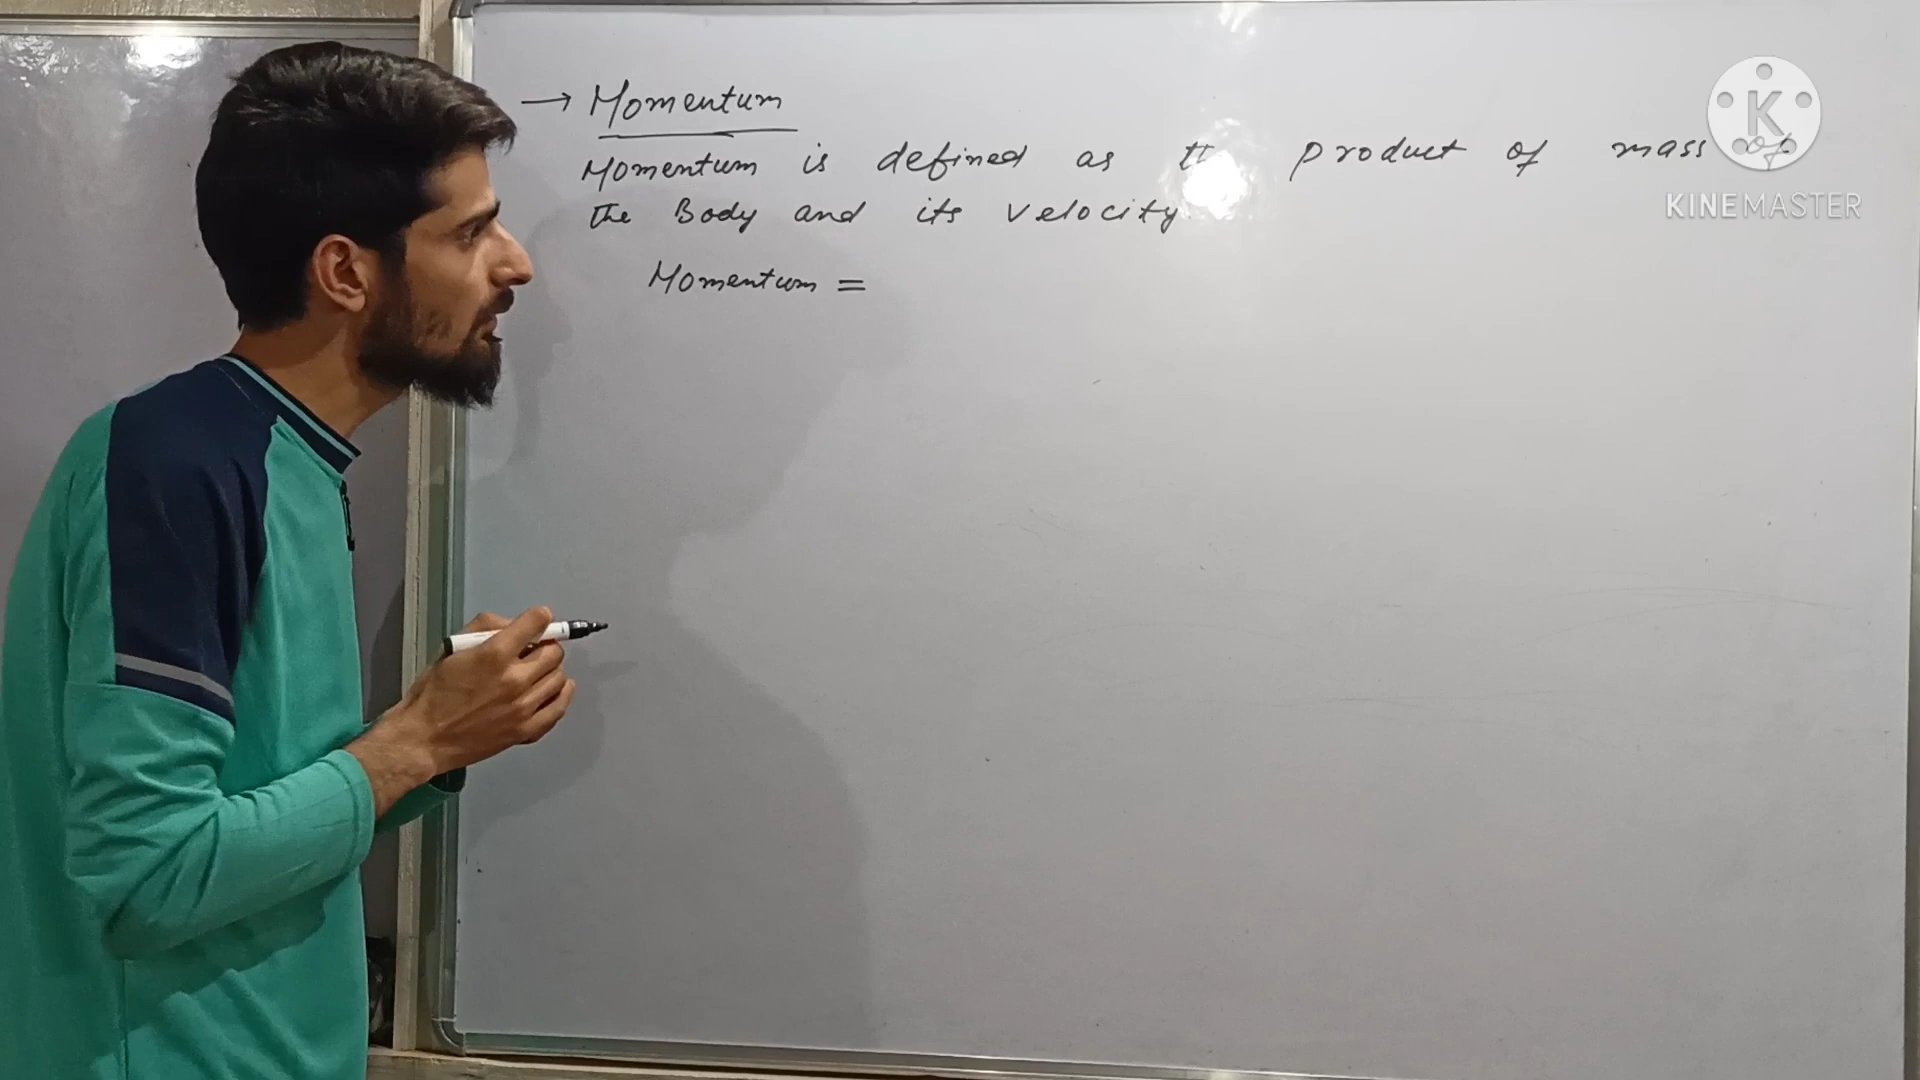 → Momentum
Momentum is defined as the product of mass of
the Body and its velocity
Momentum =
K
KINEMASTER